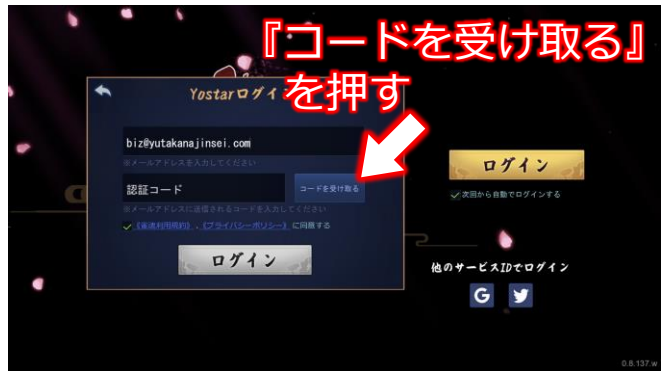 『コードを受け取る』
を押す
Yostarログイ
biz@yutakanajinsei.com
※メールアドレスを入力してください
認証コード
コードを受け取る
※メールアドレスに送信されるコードを入力してください
《雀魂利用規約》、《プライバシーポリシー》に同意する
ログイン
ログイン
次回から自動でログインする
他のサービスIDでログイン
G
0.8.137.w